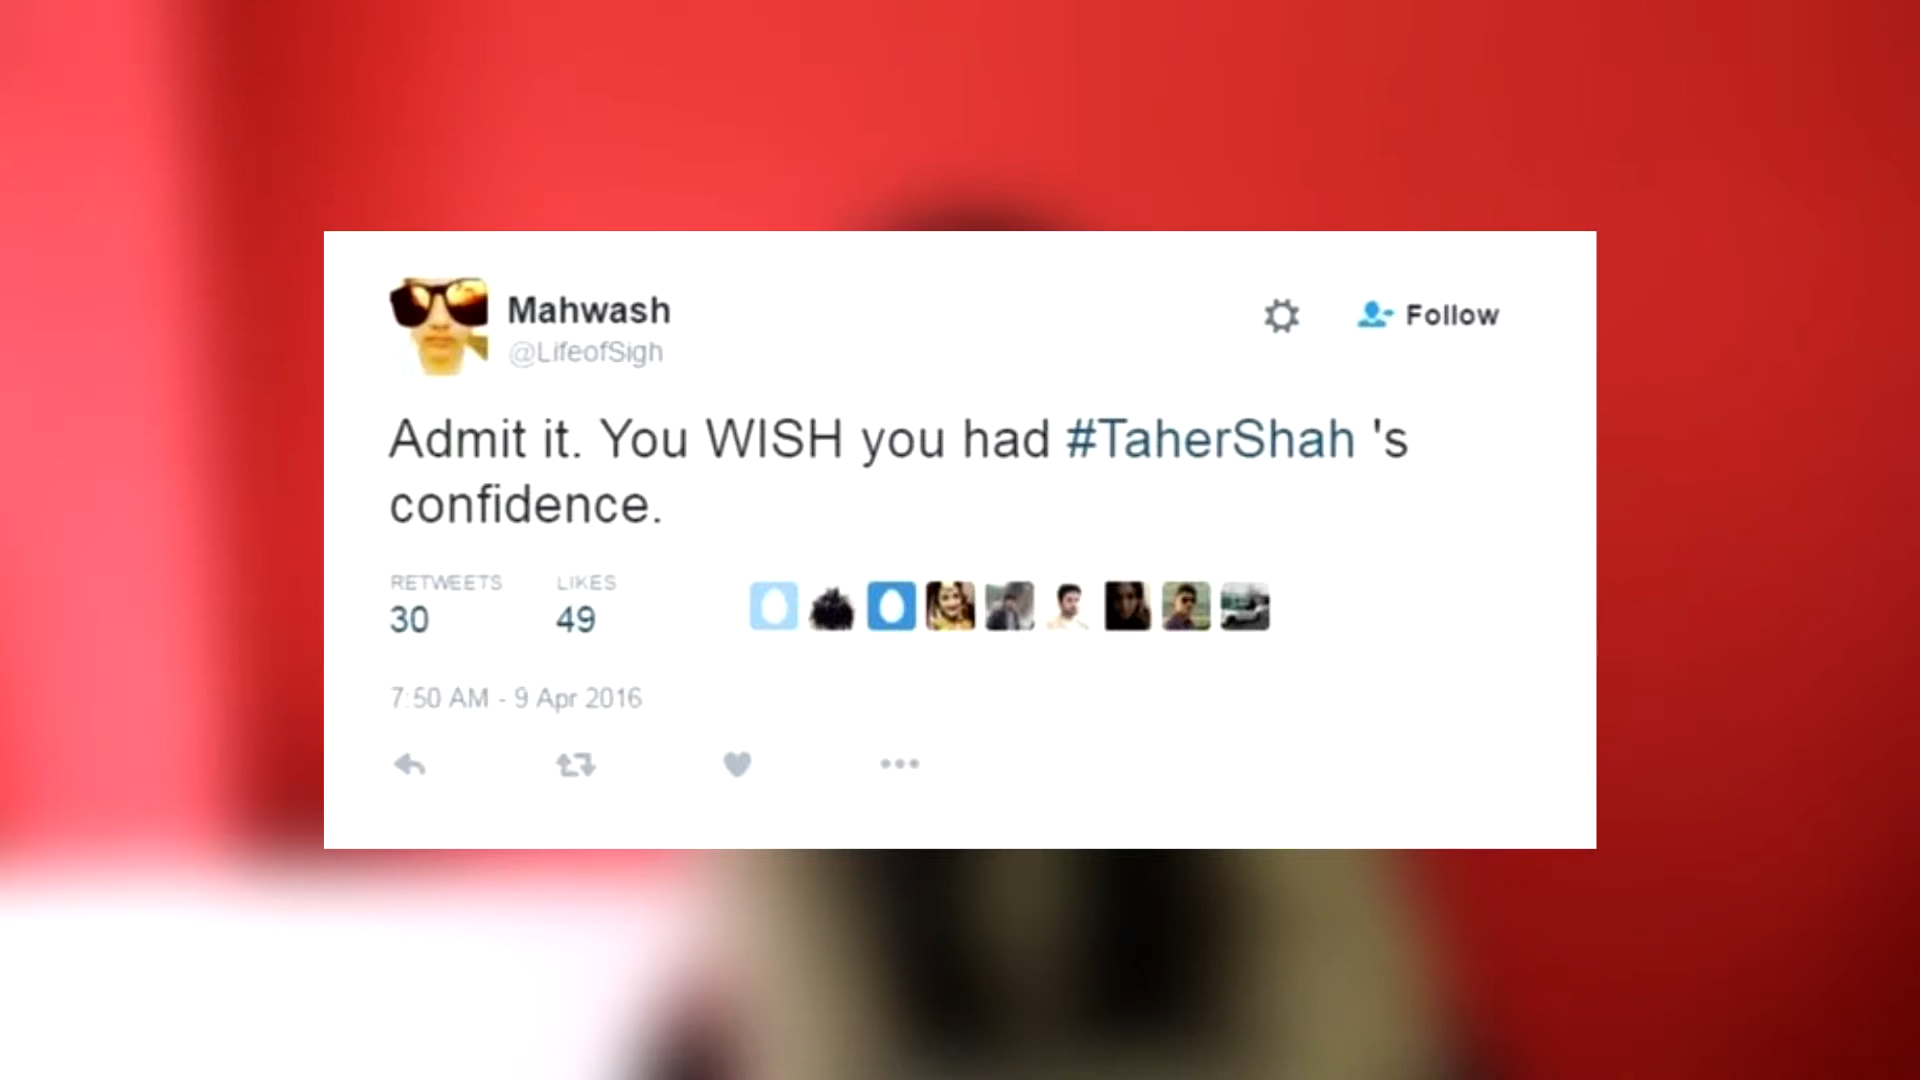 Mahwash
@LifeofSigh
Follow
Admit it. You WISH you had #TaherShah 's
confidence.
RETWEETS LIKES
30 49
7:50 AM - 9 Apr 2016